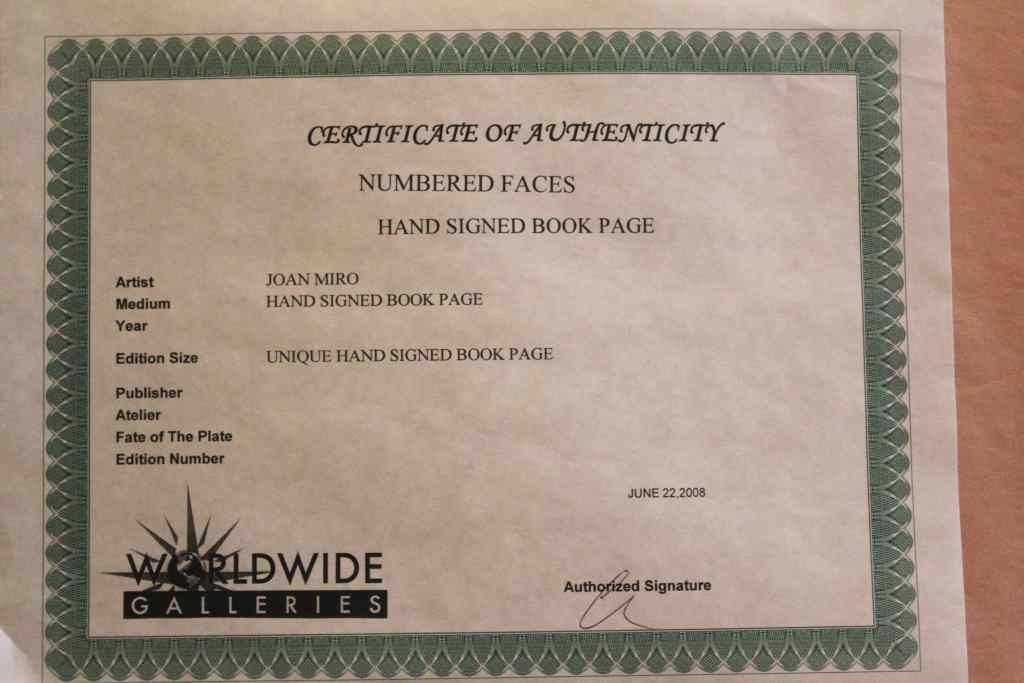 CERTIFICATE OF AUTHENTICITY
NUMBERED FACES
HAND SIGNED BOOK PAGE
Artist JOAN MIRO
Medium HAND SIGNED BOOK PAGE
Year
Edition Size UNIQUE HAND SIGNED BOOK PAGE
Publisher
Atelier
Fate of The Plate
Edition Number
JUNE 22,2008
WORLDWIDE
GALLERIES
Authorized Signature